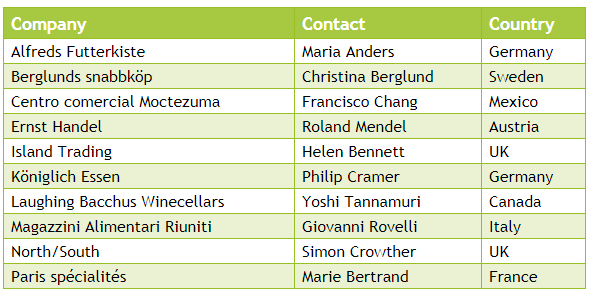 Company Contact Country
Alfreds Futterkiste Maria Anders Germany
Berglunds snabbköp Christina Berglund Sweden
Centro comercial Moctezuma Francisco Chang Mexico
Ernst Handel Roland Mendel Austria
Island Trading Helen Bennett UK
Königlich Essen Philip Cramer Germany
Laughing Bacchus Winecellars Yoshi Tannamuri Canada
Magazzini Alimentari Riuniti Giovanni Rovelli Italy
North/South Simon Crowther UK
Paris spécialités Marie Bertrand France